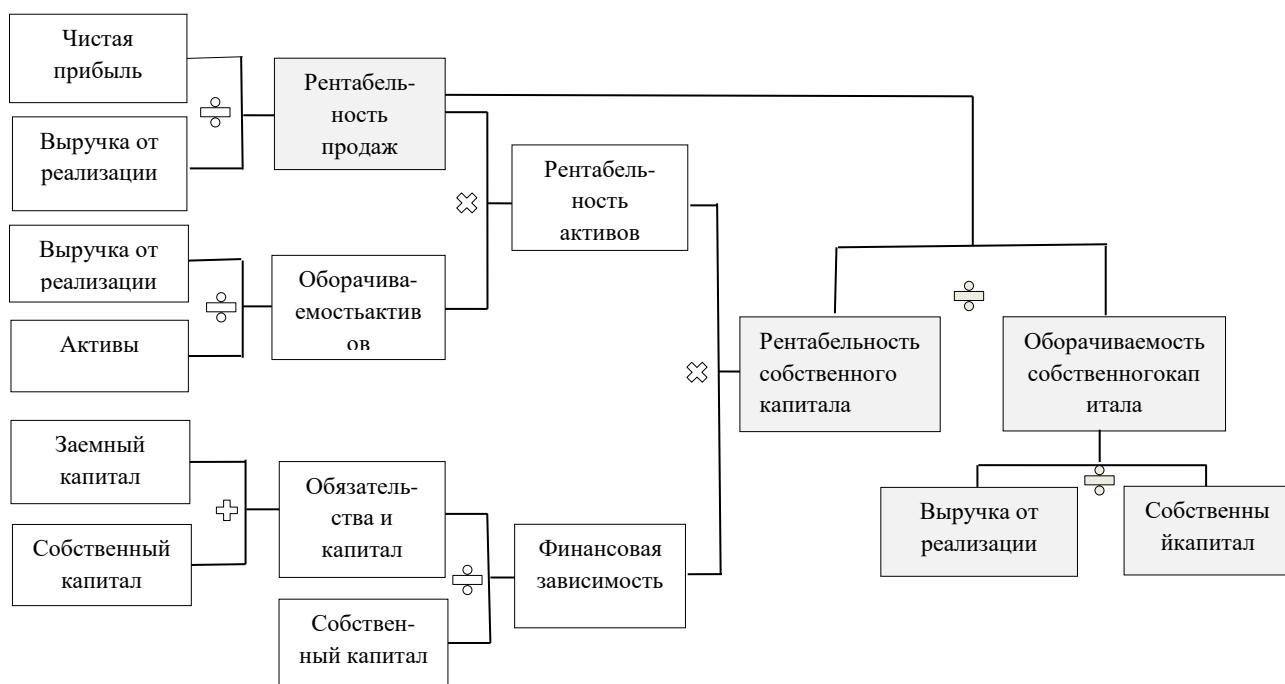 Чистая
прибыль
Выручка от
реализации
Рентабель-
ность
продаж
Выручка от
реализации
Активы
Оборачива-
емостьактив
ов
Рентабель-
ность
активов
Заемный
капитал
Собственный
капитал
Обязатель-
ства и
капитал
Собствен-
ный капитал
Финансовая
зависимость
Рентабельность
собственного
капитала
Оборачиваемость
собственногокап
итала
Выручка от
реализации
Собственны
йкапитал